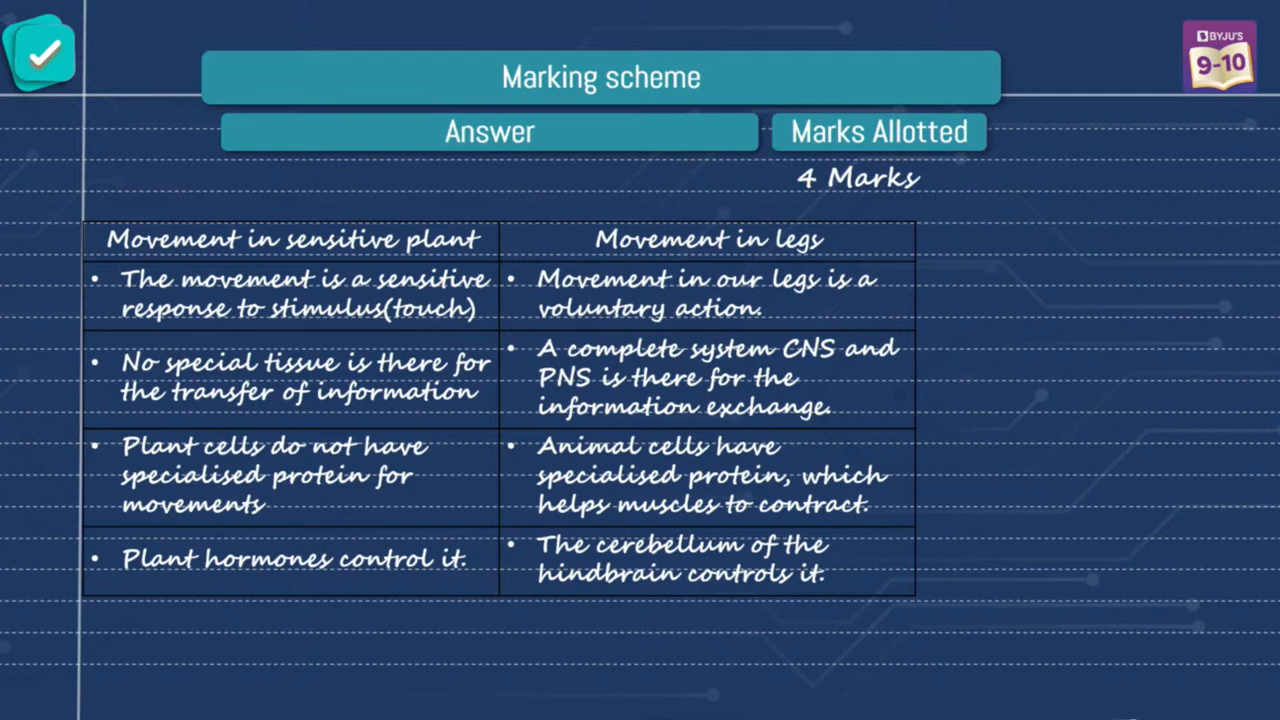 BYJU'S
9-10
Marking scheme
Answer
Marks Allotted
4 Marks
Movement in sensitive plant
Movement in legs
• The movement is a sensitive
response to stimulus(touch)
• Movement in our legs is a
voluntary action.
• No special tissue is there for
the transfer of information
• A complete system CNS and
PNS is there for the
information exchange.
• Plant cells do not have
specialised protein for
movements
• Animal cells have
specialised protein, which
helps muscles to contract.
• Plant hormones control it.
• The cerebellum of the
hindbrain controls it.